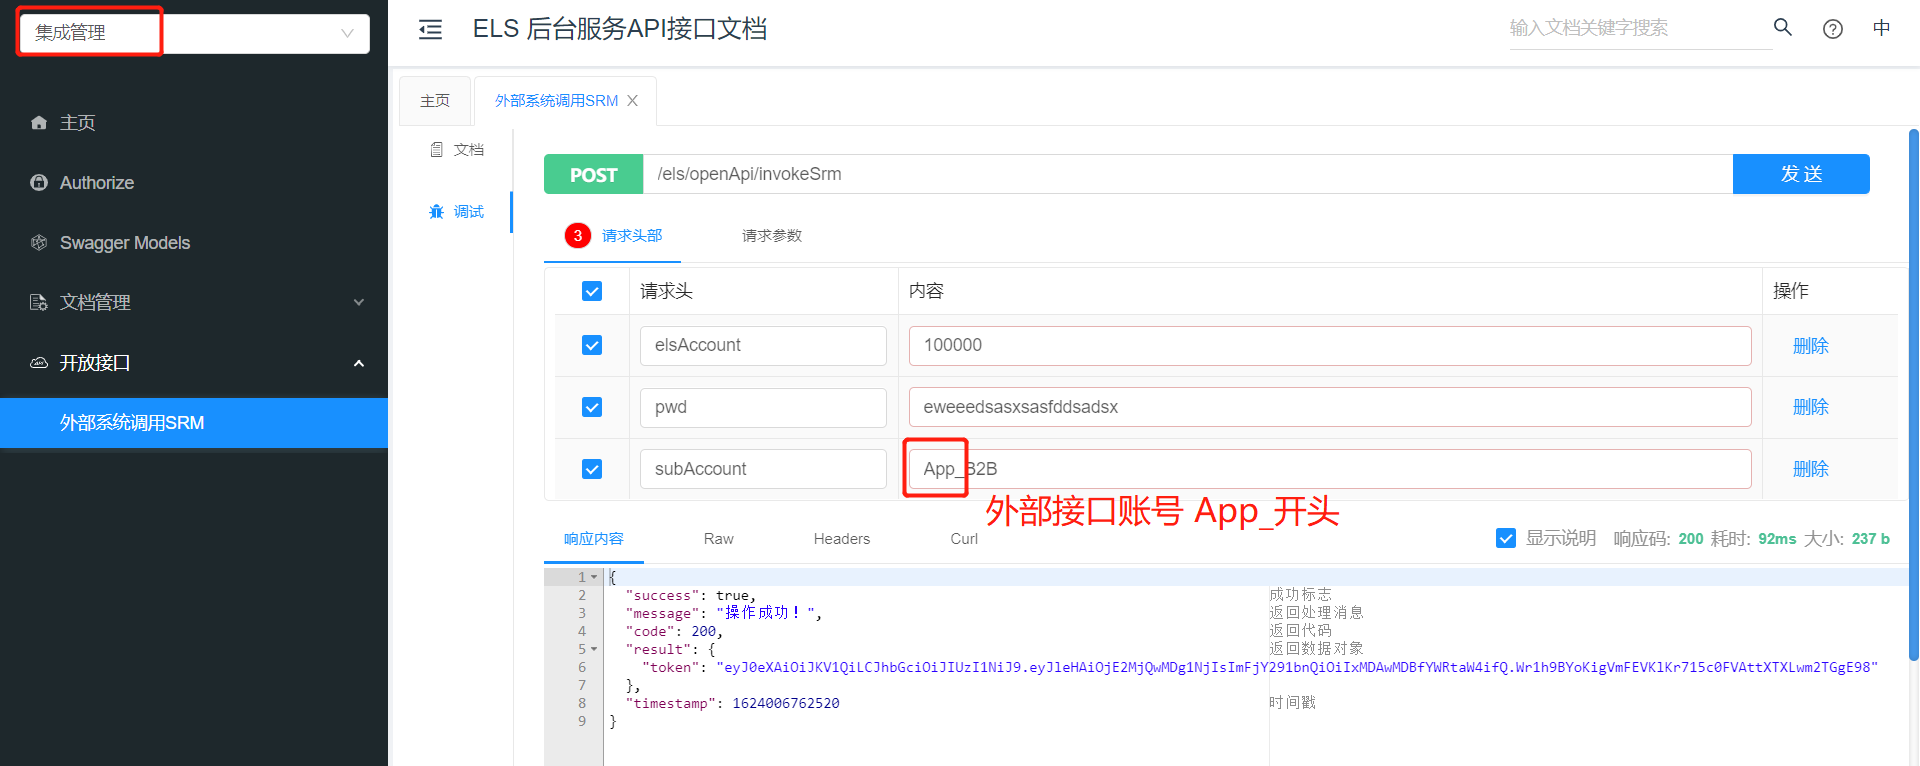 集成管理
ELS 后台服务API接口文档
输入文档关键字搜索
中
主页
外部系统调用SRM
主页
Authorize
Swagger Models
文档管理
开放接口
外部系统调用SRM
文档
调试
POST
/els/openApi/invokeSrm
发 送
3 请求头部
请求参数
请求头
内容
操作
elsAccount
100000
删除
pwd
eweeedsasxsasfddsadsx
删除
subAccount
App_B2B
删除
外部接口账号 App_开头
响应内容
Raw
Headers
Curl
显示说明 响应码: 200 耗时: 92ms 大小: 237 b
1 {
2 "success": true, 成功标志
3 "message": "操作成功！", 返回处理消息
4 "code": 200, 返回代码
5 "result": { 返回数据对象
6 "token": "eyJ0eXAiOiJKV1QiLCJhbGciOiJIUzI1NiJ9.eyJleHAiOjE2MjQwMDg1NjIsImFjY291bnQiOiIxMDAwMDBfYWRtaW4ifQ.Wr1h9BYoKigVmFEVKlKr715c0FVAttXTXLwm2TGgE98"
7 },
8 "timestamp": 1624006762520 时间戳
9 }